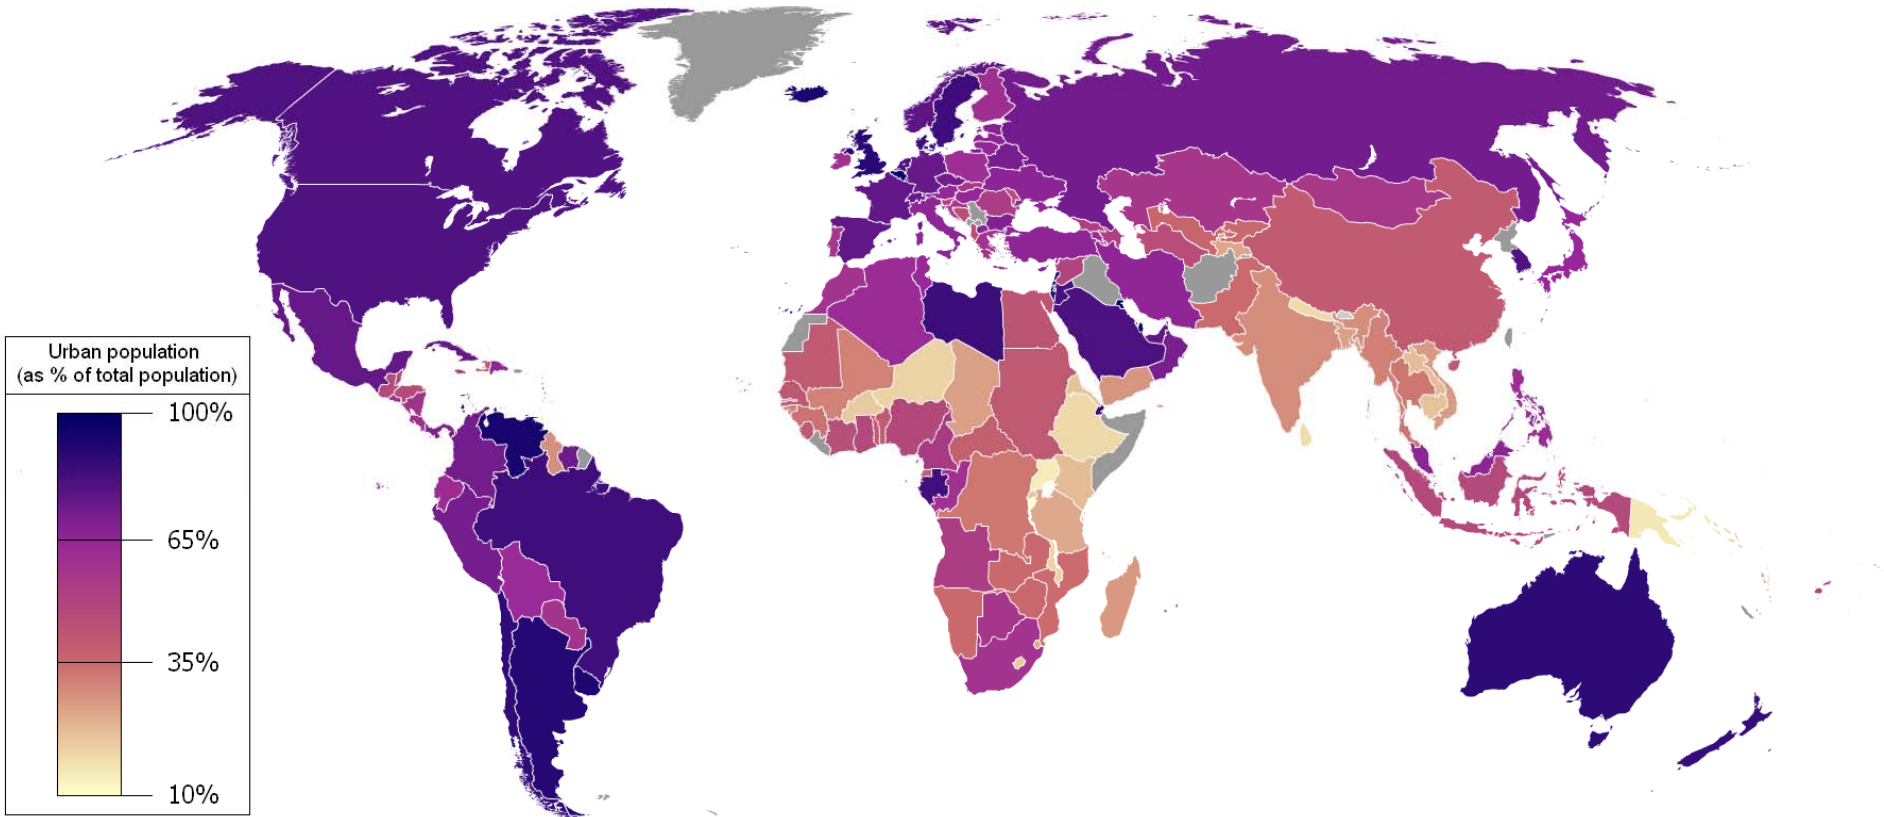 Urban population
(as % of total population)
100%
65%
35%
10%